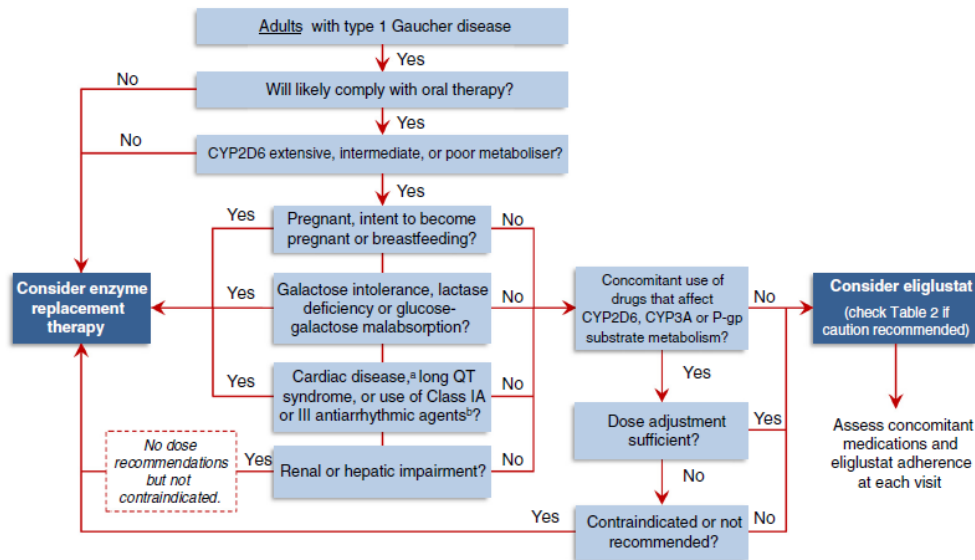 Adults with type 1 Gaucher disease
Yes
No
Will likely comply with oral therapy?
Yes
No
CYP2D6 extensive, intermediate, or poor metaboliser?
Yes
Yes
Pregnant, intent to become
pregnant or breastfeeding?
No
Consider enzyme
replacement
therapy
Yes
Galactose intolerance, lactase
deficiency or glucose-
galactose malabsorption?
No
Concomitant use of
drugs that affect
CYP2D6, CYP3A or P-gp
substrate metabolism?
No
Consider eliglustat
(check Table 2 if
caution recommended)
Yes
Cardiac disease,ᵃ long QT
syndrome, or use of Class IA
or III antiarrhythmic agentsᵇ?
No
Yes
Dose adjustment
sufficient?
Yes
Assess concomitant
medications and
eliglustat adherence
at each visit
No dose
recommendations
but not
contraindicated.
Yes
Renal or hepatic impairment?
No
No
Yes
Contraindicated or not
recommended?
No